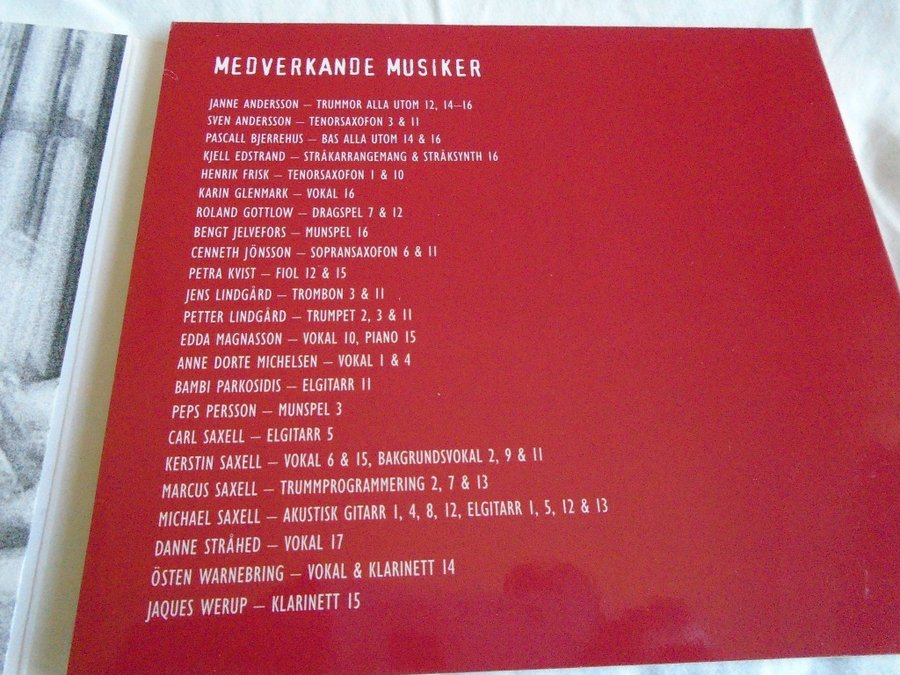 MEDVERKANDE MUSIKER
JANNE ANDERSSON – TRUMMOR ALLA UTOM 12, 14–16
SVEN ANDERSSON – TENORSAXOFON 3 & 11
PASCALL BJERREHUS – BAS ALLA UTOM 14 & 16
KJELL EDSTRAND – STRÅKARRANGEMANG & STRÅKSYNTH 16
HENRIK FRISK – TENORSAXOFON 1 & 10
KARIN GLENMARK – VOKAL 16
ROLAND GOTTLOW – DRAGSPEL 7 & 12
BENGT JELVEFORS – MUNSPEL 16
CENNETH JÖNSSON – SOPRANSAXOFON 6 & 11
PETRA KVIST – FIOL 12 & 15
JENS LINDGÅRD – TROMBON 3 & 11
PETTER LINDGÅRD – TRUMPET 2, 3 & 11
EDDA MAGNASSON – VOKAL 10, PIANO 15
ANNE DORTE MICHELSEN – VOKAL 1 & 4
BAMBI PARKOSIDIS – ELGITARR 11
PEPS PERSSON – MUNSPEL 3
CARL SAXELL – ELGITARR 5
KERSTIN SAXELL – VOKAL 6 & 15, BAKGRUNDSVOKAL 2, 9 & 11
MARCUS SAXELL – TRUMMPROGRAMMERING 2, 7 & 13
MICHAEL SAXELL – AKUSTISK GITARR 1, 4, 8, 12, ELGITARR 1, 5, 12 & 13
DANNE STRÅHED – VOKAL 17
ÖSTEN WARNEBRING – VOKAL & KLARINETT 14
JAQUES WERUP – KLARINETT 15